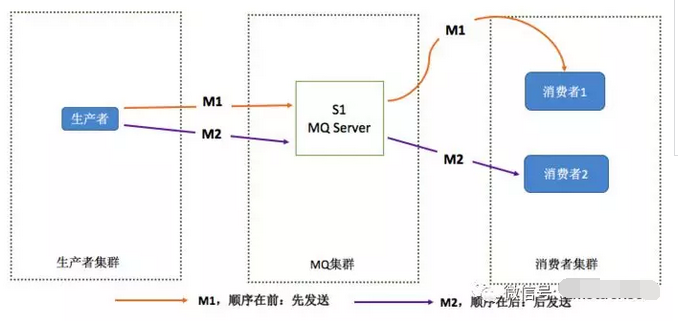 M1
生产者
M1
M2
S1
MQ Server
消费者1
M2
消费者2
生产者集群
MQ集群
消费者集群
微信号
M1，顺序在前：先发送
M2，顺序在后：后发送